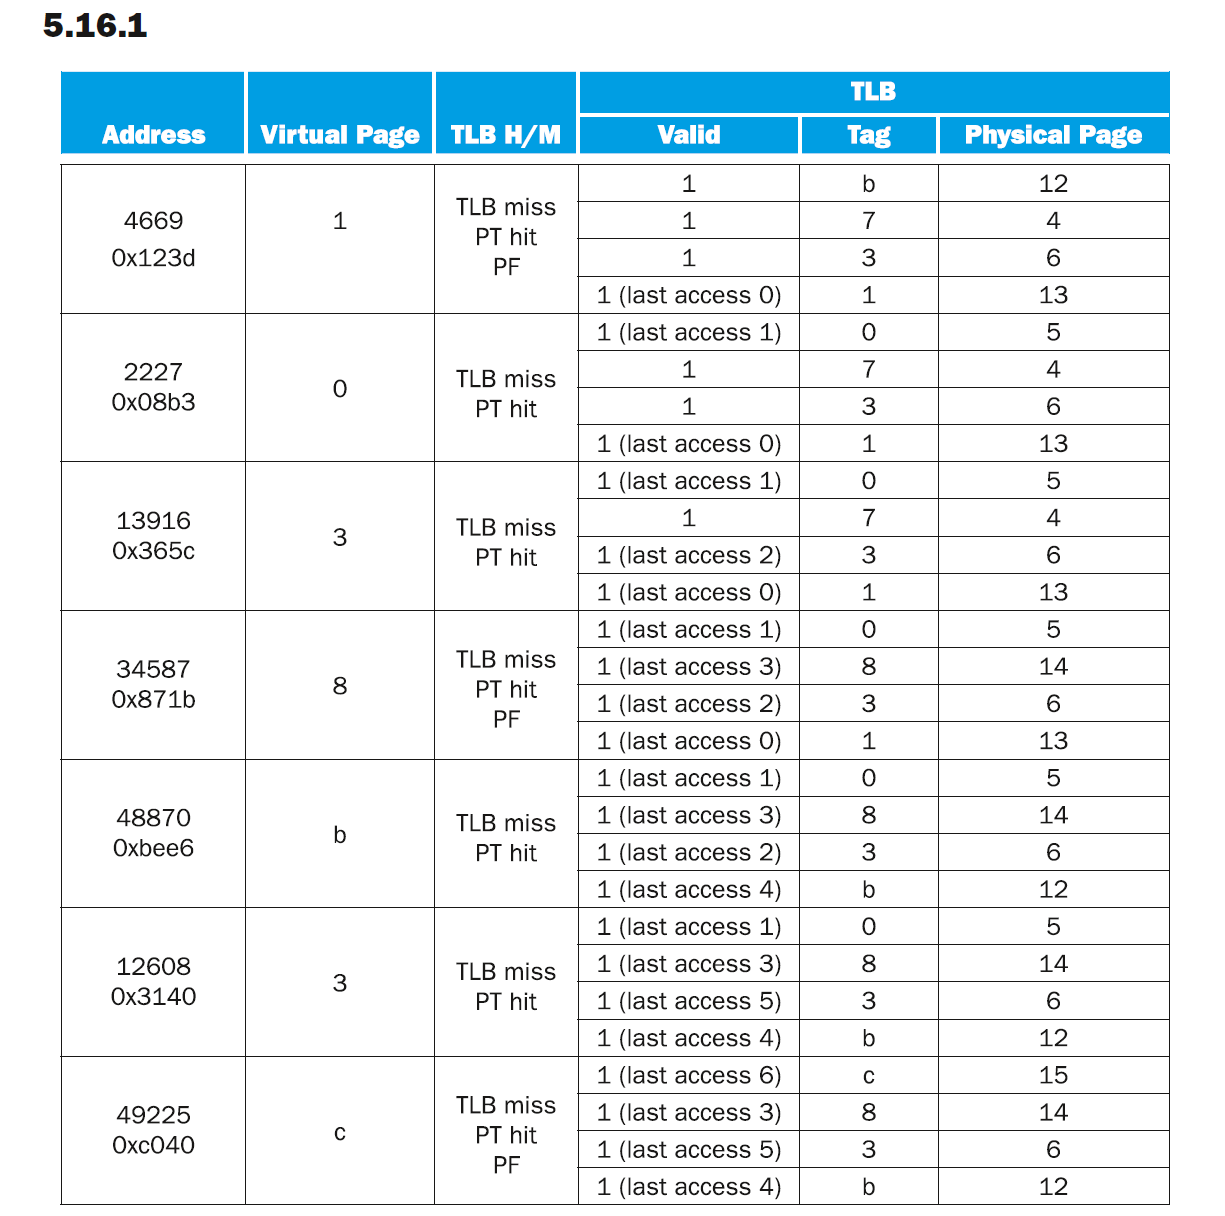 5.16.1
TLB
Address Virtual Page TLB H/M Valid Tag Physical Page
4669
0x123d
1
TLB miss
PT hit
PF
1 b 12
1 7 4
1 3 6
1 (last access 0) 1 13
2227
0x08b3
0
TLB miss
PT hit
1 (last access 1) 0 5
1 7 4
1 3 6
1 (last access 0) 1 13
13916
0x365c
3
TLB miss
PT hit
1 (last access 1) 0 5
1 7 4
1 (last access 2) 3 6
1 (last access 0) 1 13
34587
0x871b
8
TLB miss
PT hit
PF
1 (last access 1) 0 5
1 (last access 3) 8 14
1 (last access 2) 3 6
1 (last access 0) 1 13
48870
0xbee6
b
TLB miss
PT hit
1 (last access 1) 0 5
1 (last access 3) 8 14
1 (last access 2) 3 6
1 (last access 4) b 12
12608
0x3140
3
TLB miss
PT hit
1 (last access 1) 0 5
1 (last access 3) 8 14
1 (last access 5) 3 6
1 (last access 4) b 12
49225
0xc040
c
TLB miss
PT hit
PF
1 (last access 6) c 15
1 (last access 3) 8 14
1 (last access 5) 3 6
1 (last access 4) b 12